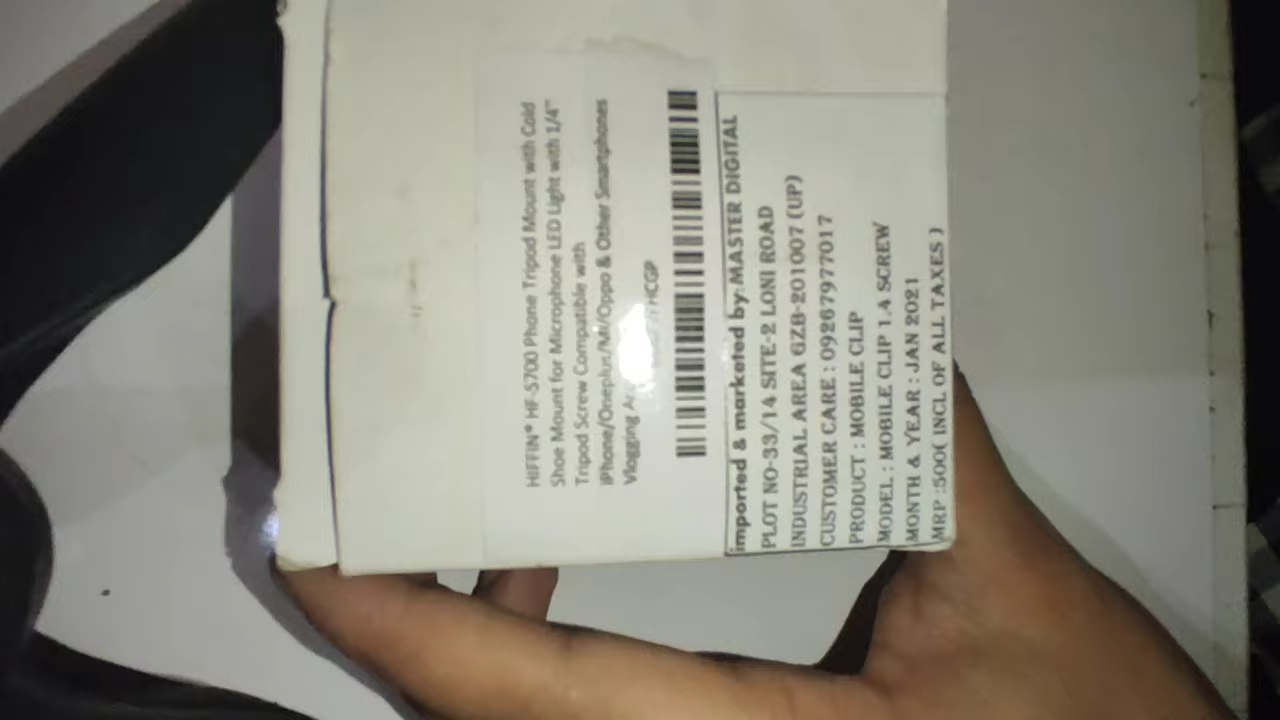 HIFFIN® HF-S700 Phone Tripod Mount with Cold
Shoe Mount for Microphone LED Light with 1/4"
Tripod Screw Compatible with
iPhone/Oneplus/Mi/Oppo & Other Smartphones
Vlogging
HCGP
imported & marketed by MASTER DIGITAL
PLOT NO-33/14 SITE-2 LONI ROAD
INDUSTRIAL AREA GZB-201007 (UP)
CUSTOMER CARE : 09267977017
PRODUCT : MOBILE CLIP
MODEL : MOBILE CLIP 1.4 SCREW
MONTH & YEAR : JAN 2021
MRP :500( INCL OF ALL TAXES )